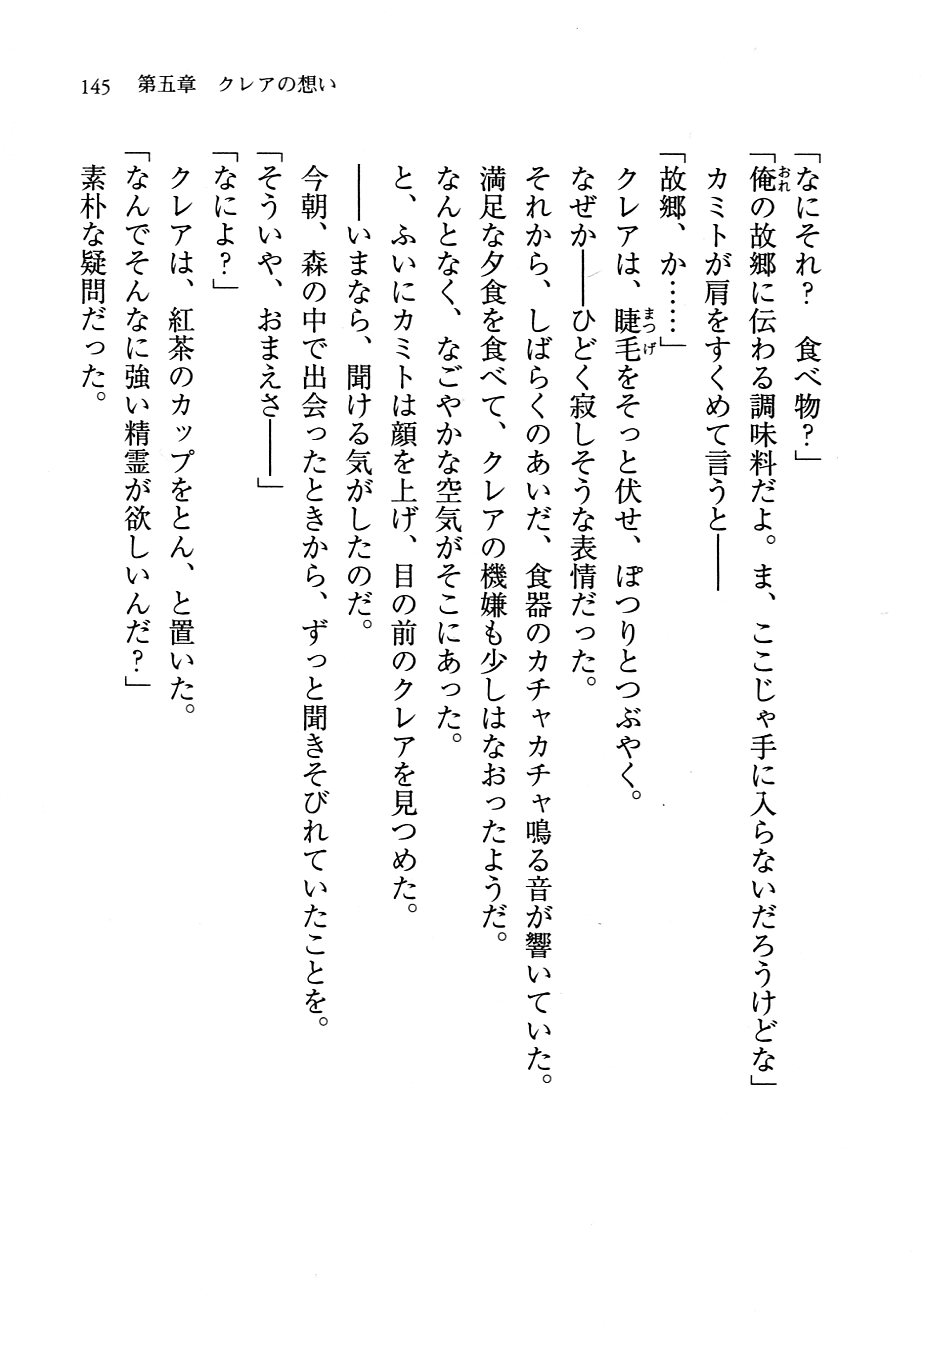 145　第五章　クレアの想い
「なにそれ？　食べ物？」
「俺の故郷に伝わる調味料だよ。ま、ここじゃ手に入らないだろうけどな」
カミトが肩をすくめて言うと――
「故郷、か……」
クレアは、睫毛をそっと伏せ、ぽつりとつぶやく。
なぜか――ひどく寂しそうな表情だった。
それから、しばらくのあいだ、食器のカチャカチャ鳴る音が響いていた。
満足な夕食を食べて、クレアの機嫌も少しはなおったようだ。
なんとなく、なごやかな空気がそこにあった。
と、ふいにカミトは顔を上げ、目の前のクレアを見つめた。
――いまなら、聞ける気がしたのだ。
今朝、森の中で出会ったときから、ずっと聞きそびれていたことを。
「そういや、おまえさ――」
「なによ？」
クレアは、紅茶のカップをとん、と置いた。
「なんでそんなに強い精霊が欲しいんだ？」
素朴な疑問だった。